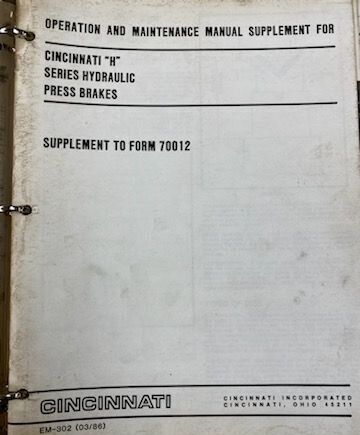 OPERATION AND MAINTENANCE MANUAL SUPPLEMENT FOR
CINCINNATI "H"
SERIES HYDRAULIC
PRESS BRAKES
SUPPLEMENT TO FORM 70012
CINCINNATI
CINCINNATI INCORPORATED
CINCINNATI, OHIO 45211
EM-302 (03/86)